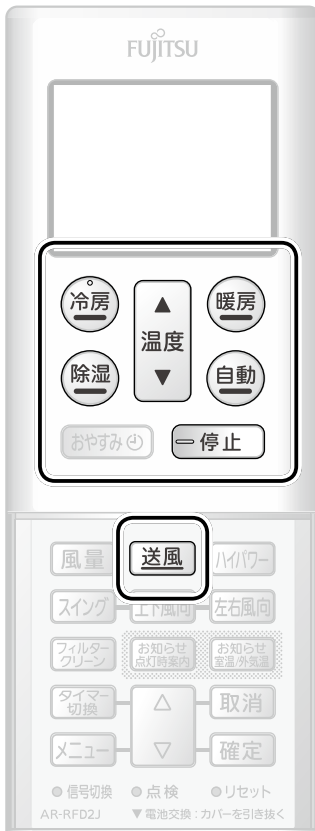 FUJITSU
冷房 ▲ 暖房
温度
除湿 ▼ 自動
おやすみ 停止
風量 送風 ハイパワー
スイング 上下風向 左右風向
フィルター お知らせ お知らせ
クリーン 点灯時案内 室温/外気温
タイマー △ 取消
切換
メニュー ▽ 確定
信号切換 点検 リセット
AR-RFD2J ▼電池交換:カバーを引き抜く